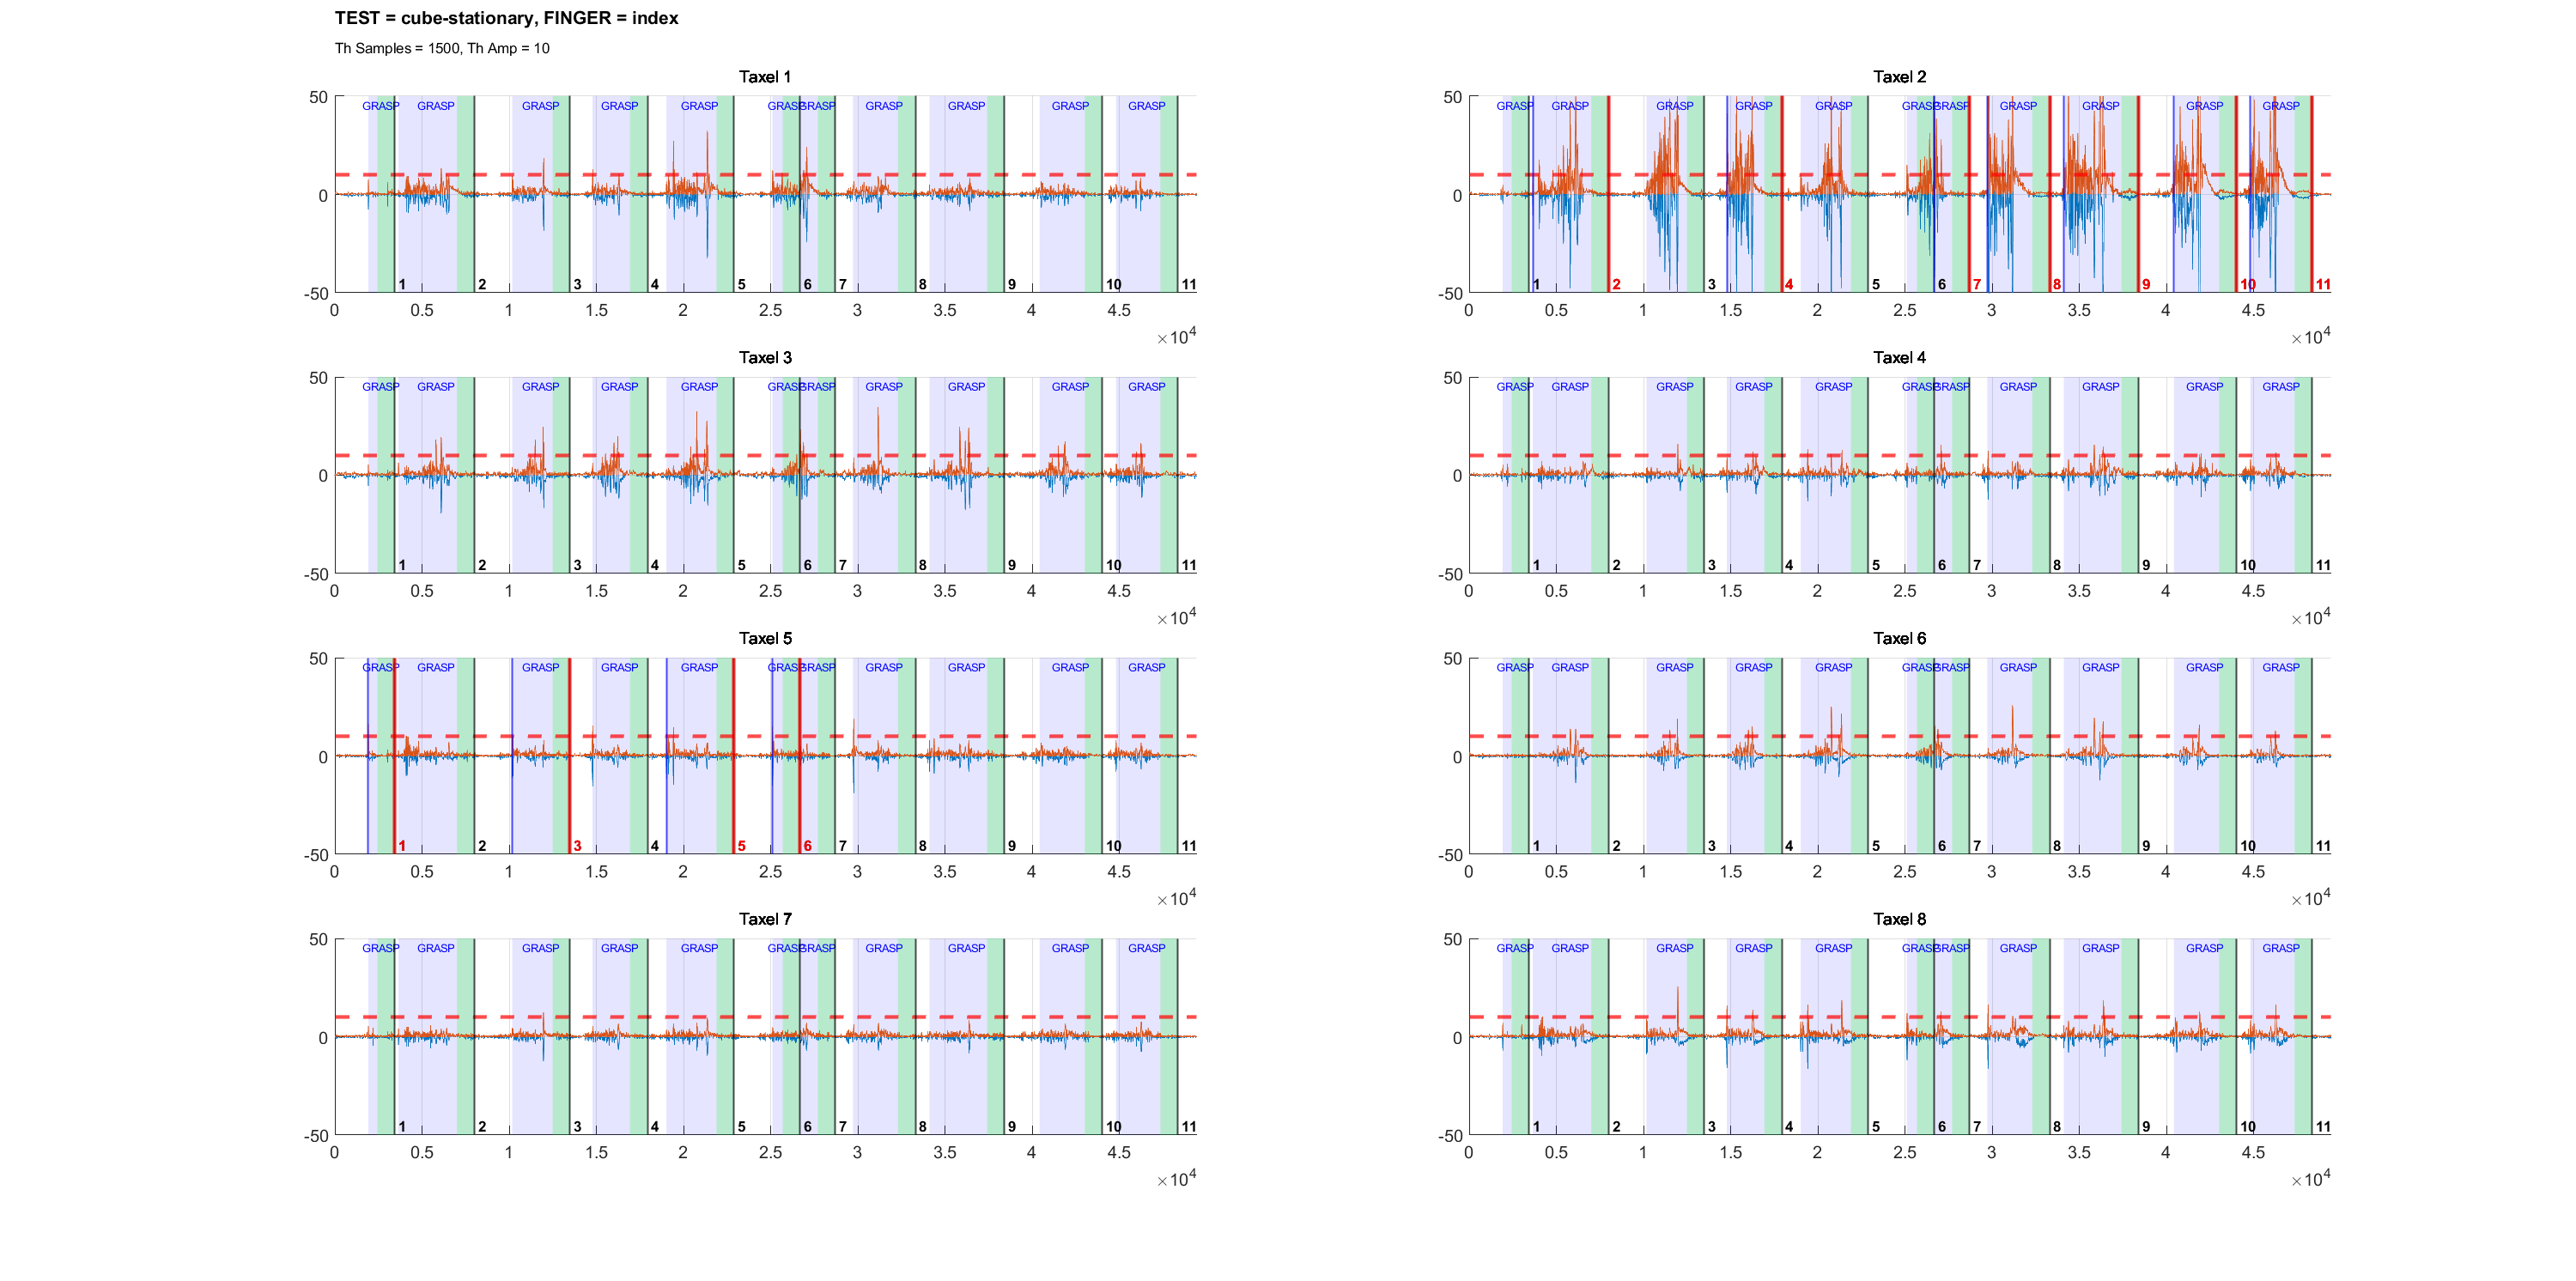 TEST = cube-stationary, FINGER = index
Th Samples = 1500, Th Amp = 10
Taxel 1
50
0
-50
GRASP GRASP GRASP GRASP GRASP GRASP GRASP GRASP GRASP GRASP GRASP
1 2 3 4 5 6 7 8 9 10 11
0 0.5 1 1.5 2 2.5 3 3.5 4 4.5
×10^4
Taxel 2
50
0
-50
GRASP GRASP GRASP GRASP GRASP GRASP GRASP GRASP GRASP GRASP GRASP
1 2 3 4 5 6 7 8 9 10 11
0 0.5 1 1.5 2 2.5 3 3.5 4 4.5
×10^4
Taxel 3
50
0
-50
GRASP GRASP GRASP GRASP GRASP GRASP GRASP GRASP GRASP GRASP GRASP
1 2 3 4 5 6 7 8 9 10 11
0 0.5 1 1.5 2 2.5 3 3.5 4 4.5
×10^4
Taxel 4
50
0
-50
GRASP GRASP GRASP GRASP GRASP GRASP GRASP GRASP GRASP GRASP GRASP
1 2 3 4 5 6 7 8 9 10 11
0 0.5 1 1.5 2 2.5 3 3.5 4 4.5
×10^4
Taxel 5
50
0
-50
GRASP GRASP GRASP GRASP GRASP GRASP GRASP GRASP GRASP GRASP GRASP
1 2 3 4 5 6 7 8 9 10 11
0 0.5 1 1.5 2 2.5 3 3.5 4 4.5
×10^4
Taxel 6
50
0
-50
GRASP GRASP GRASP GRASP GRASP GRASP GRASP GRASP GRASP GRASP GRASP
1 2 3 4 5 6 7 8 9 10 11
0 0.5 1 1.5 2 2.5 3 3.5 4 4.5
×10^4
Taxel 7
50
0
-50
GRASP GRASP GRASP GRASP GRASP GRASP GRASP GRASP GRASP GRASP GRASP
1 2 3 4 5 6 7 8 9 10 11
0 0.5 1 1.5 2 2.5 3 3.5 4 4.5
×10^4
Taxel 8
50
0
-50
GRASP GRASP GRASP GRASP GRASP GRASP GRASP GRASP GRASP GRASP GRASP
1 2 3 4 5 6 7 8 9 10 11
0 0.5 1 1.5 2 2.5 3 3.5 4 4.5
×10^4